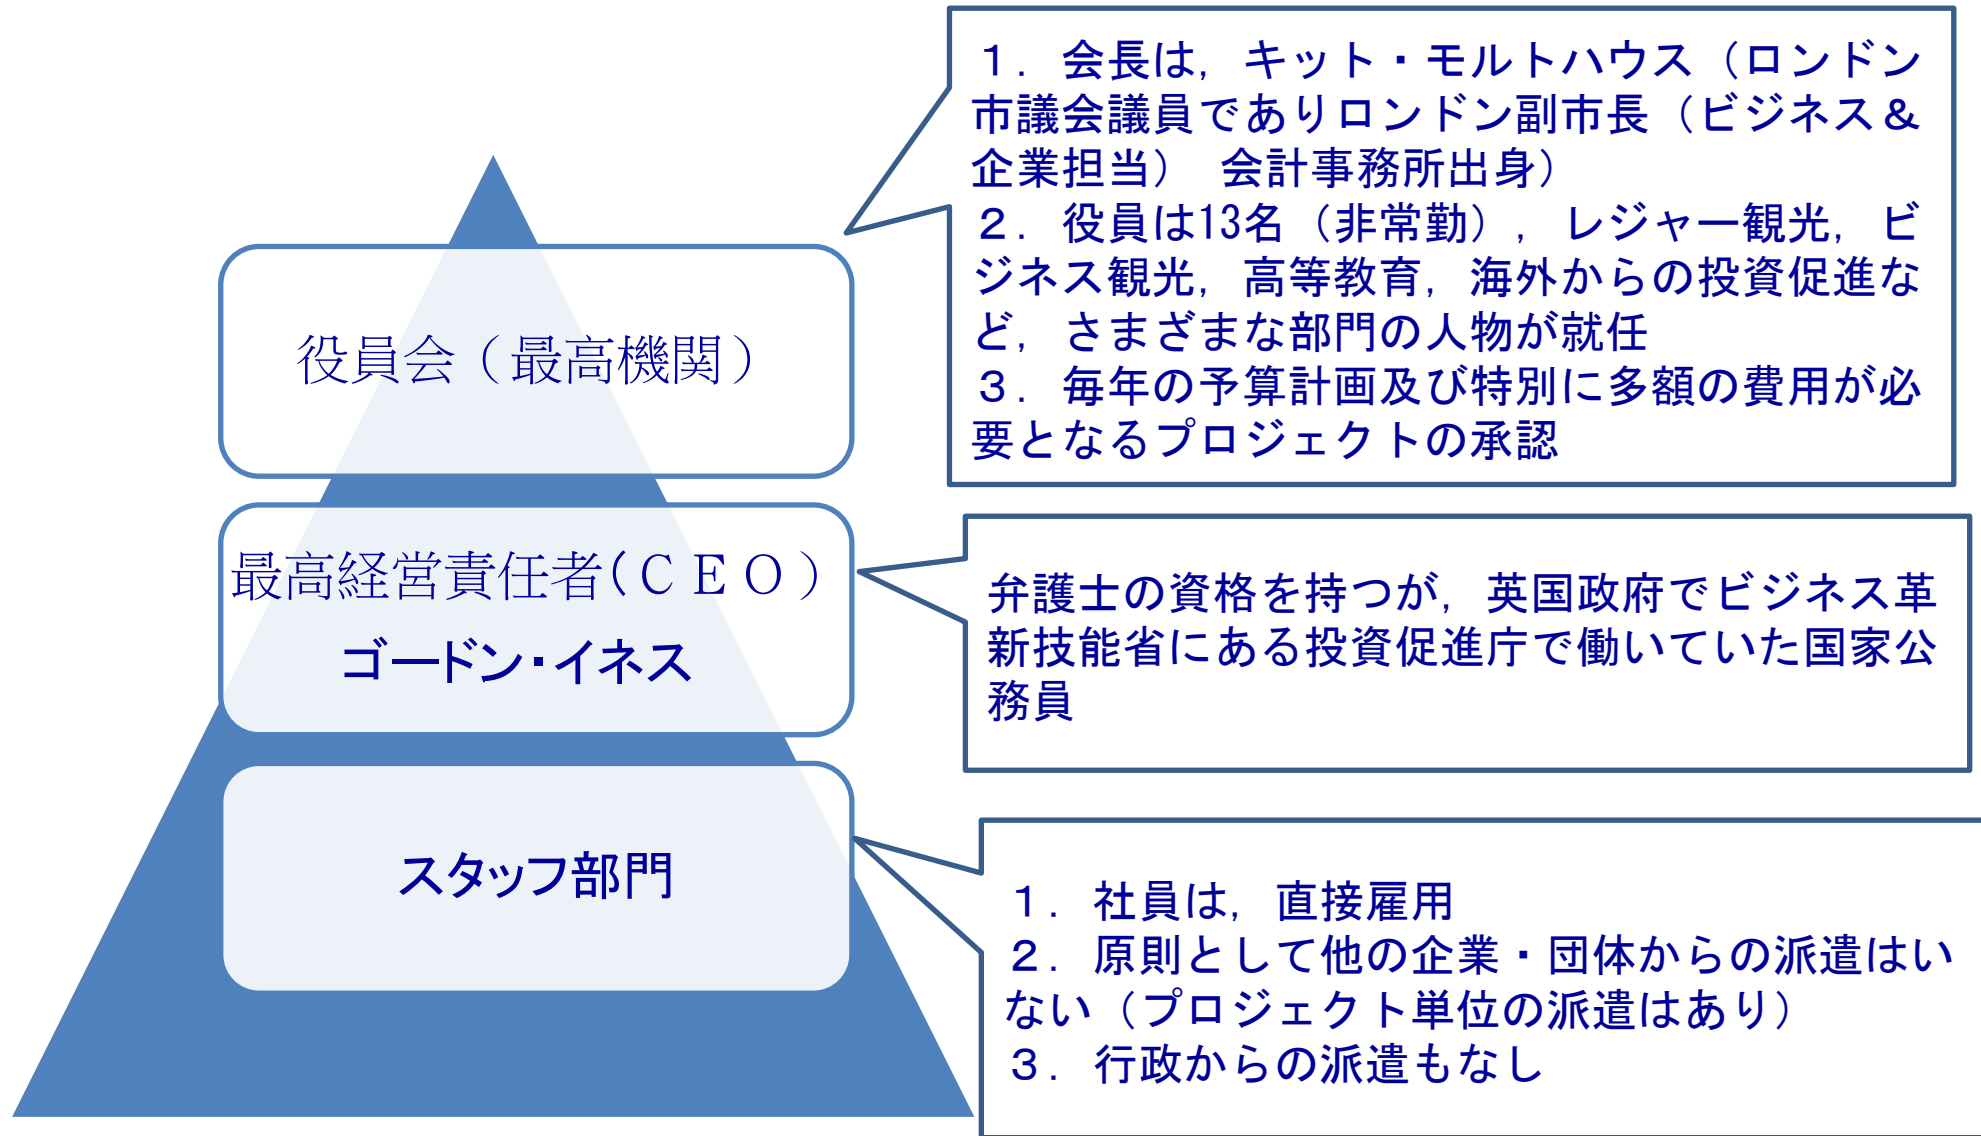 役員会（最高機関）
１．会長は，キット・モルトハウス（ロンドン
市議会議員でありロンドン副市長（ビジネス＆
企業担当）　会計事務所出身）
２．役員は13名（非常勤），レジャー観光，ビ
ジネス観光，高等教育，海外からの投資促進な
ど，さまざまな部門の人物が就任
３．毎年の予算計画及び特別に多額の費用が必
要となるプロジェクトの承認
最高経営責任者(ＣＥＯ）
ゴードン・イネス
弁護士の資格を持つが，英国政府でビジネス革
新技能省にある投資促進庁で働いていた国家公
務員
スタッフ部門
１．社員は，直接雇用
２．原則として他の企業・団体からの派遣はい
ない（プロジェクト単位の派遣はあり）
３．行政からの派遣もなし